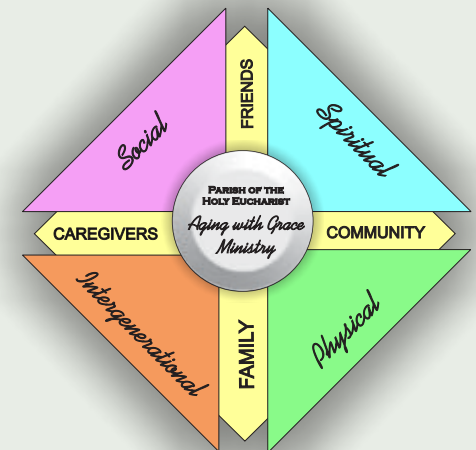 FRIENDS
Social
Spiritual
PARISH OF THE
HOLY EUCHARIST
Aging with Grace
Ministry
CAREGIVERS
COMMUNITY
Intergenerational
Physical
FAMILY